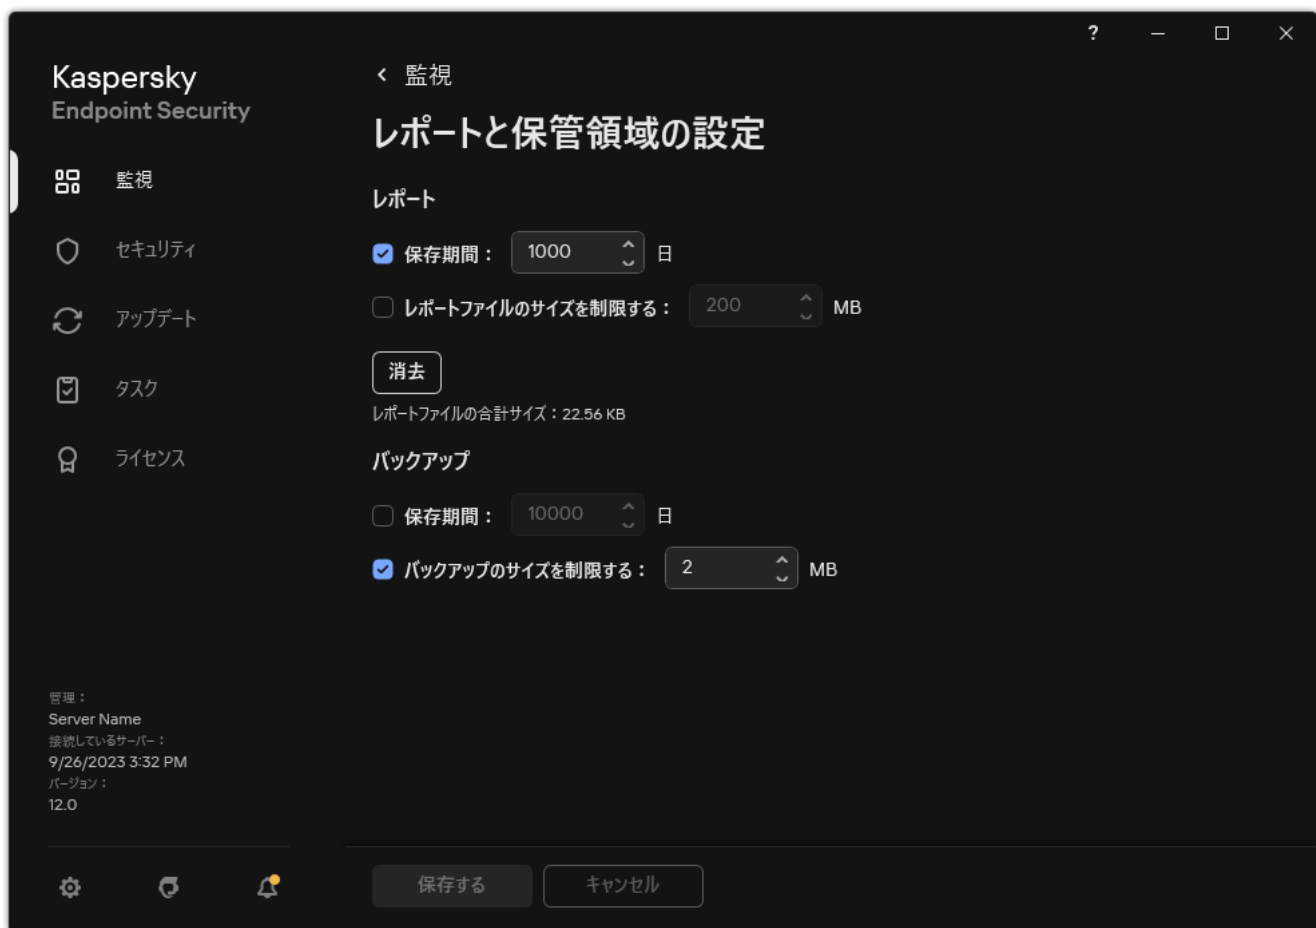 ?
Kaspersky
Endpoint Security
監視
セキュリティ
アップデート
タスク
ライセンス
管理：
Server Name
接続しているサーバー：
9/26/2023 3:32 PM
バージョン：
12.0
監視
レポートと保管領域の設定
レポート
保存期間： 1000 日
レポートファイルのサイズを制限する： 200 MB
消去
レポートファイルの合計サイズ：22.56 KB
バックアップ
保存期間： 10000 日
バックアップのサイズを制限する： 2 MB
保存する キャンセル